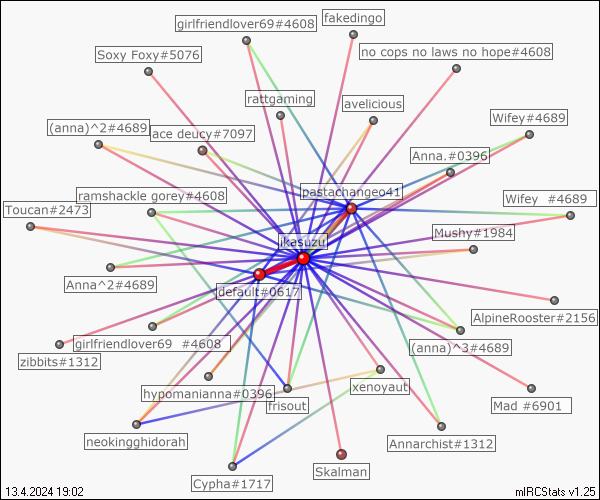 girlfriendlover69#4608
fakedingo
Soxy Foxy#5076
no cops no laws no hope#4608
rattgaming
avelicious
(anna)^2#4689
ace deucy#7097
Wifey#4689
Anna.#0396
ramshackle gorey#4608
pastachangeo41
Toucan#2473
Wifey #4689
ikasuzu
Mushy#1984
Anna^2#4689
default#0617
AlpineRooster#2156
girlfriendlover69 #4608
(anna)^3#4689
zibbits#1312
hypomanianna#0396
xenoyaut
frisout
Mad #6901
neokingghidorah
Annarchist#1312
Skalman
Cypha#1717
13.4.2024 19:02
mIRCStats v1.25